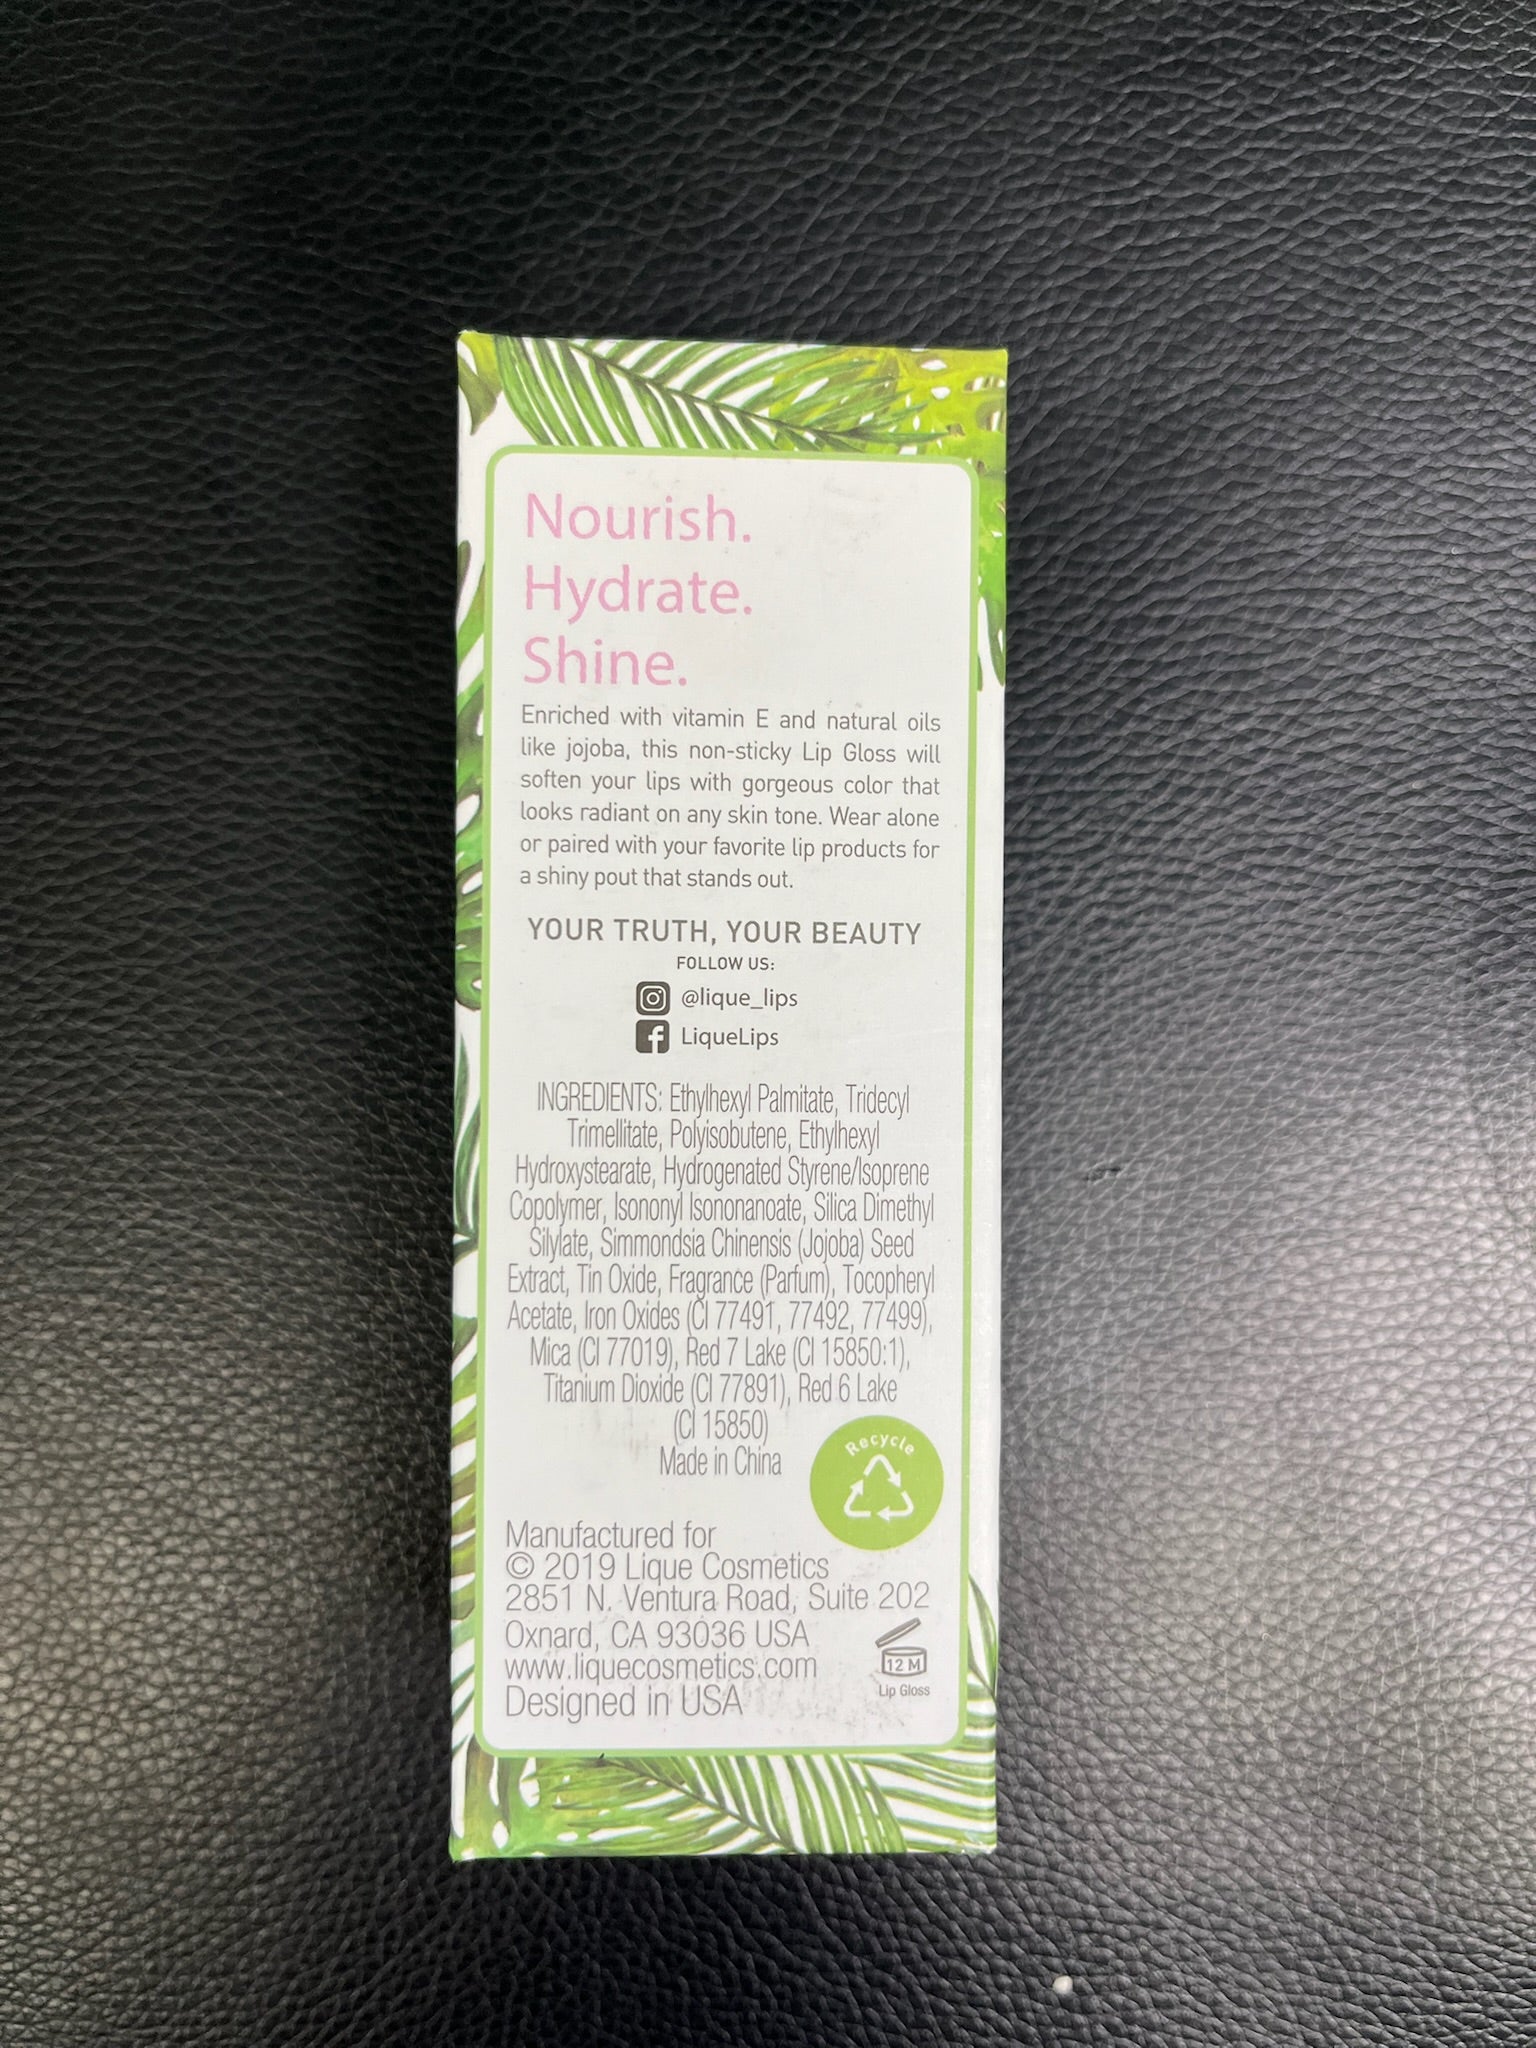 Nourish.
Hydrate.
Shine.
Enriched with vitamin E and natural oils
like jojoba, this non-sticky Lip Gloss will
soften your lips with gorgeous color that
looks radiant on any skin tone. Wear alone
or paired with your favorite lip products for
a shiny pout that stands out.
YOUR TRUTH, YOUR BEAUTY
FOLLOW US:
@lique_lips
LiqueLips
INGREDIENTS: Ethylhexyl Palmitate, Tridecyl
Trimellitate, Polyisobutene, Ethylhexyl
Hydroxystearate, Hydrogenated Styrene/Isoprene
Copolymer, Isononyl Isononanoate, Silica Dimethyl
Silylate, Simmondsia Chinensis (Jojoba) Seed
Extract, Tin Oxide, Fragrance (Parfum), Tocopheryl
Acetate, Iron Oxides (CI 77491, 77492, 77499),
Mica (CI 77019), Red 7 Lake (CI 15850:1),
Titanium Dioxide (CI 77891), Red 6 Lake
(CI 15850)
Made in China
Recycle
Manufactured for
© 2019 Lique Cosmetics
2851 N. Ventura Road, Suite 202
Oxnard, CA 93036 USA
www.liquecosmetics.com
Designed in USA
12 M
Lip Gloss